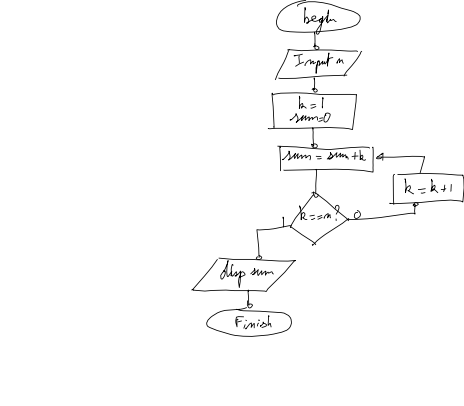 begin
Input n
k=1
sum=0
sum = sum+k
k = k+1
k==n?
1
0
disp sum
Finish